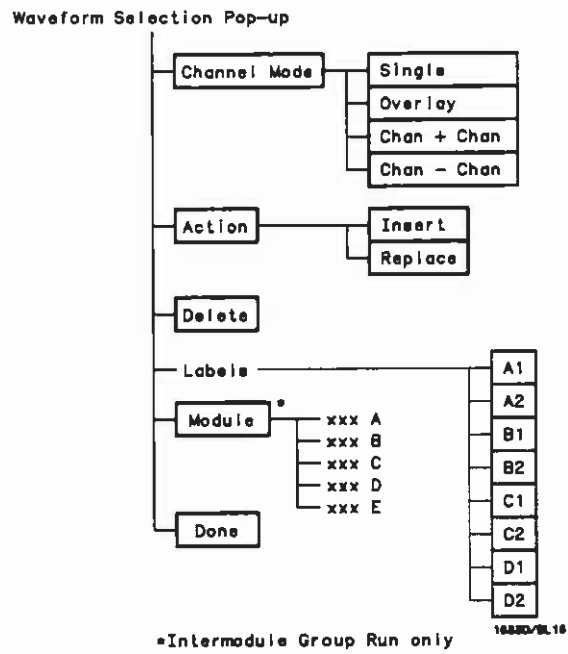 Waveform Selection Pop-up
Channel Mode
Single
Overlay
Chan + Chan
Chan - Chan
Action
Insert
Replace
Delete
Labels
A1
A2
B1
B2
C1
C2
D1
D2
Module *
xxx A
xxx B
xxx C
xxx D
xxx E
Done
*Intermodule Group Run only